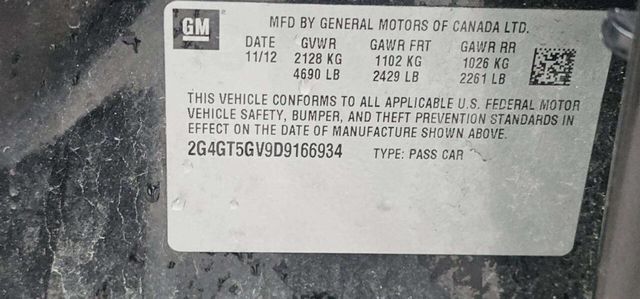 GM
MFD BY GENERAL MOTORS OF CANADA LTD.
DATE GVWR GAWR FRT GAWR RR
11/12 2128 KG 1102 KG 1026 KG
4690 LB 2429 LB 2261 LB
THIS VEHICLE CONFORMS TO ALL APPLICABLE U.S. FEDERAL MOTOR
VEHICLE SAFETY, BUMPER, AND THEFT PREVENTION STANDARDS IN
EFFECT ON THE DATE OF MANUFACTURE SHOWN ABOVE.
2G4GT5GV9D9166934 TYPE: PASS CAR